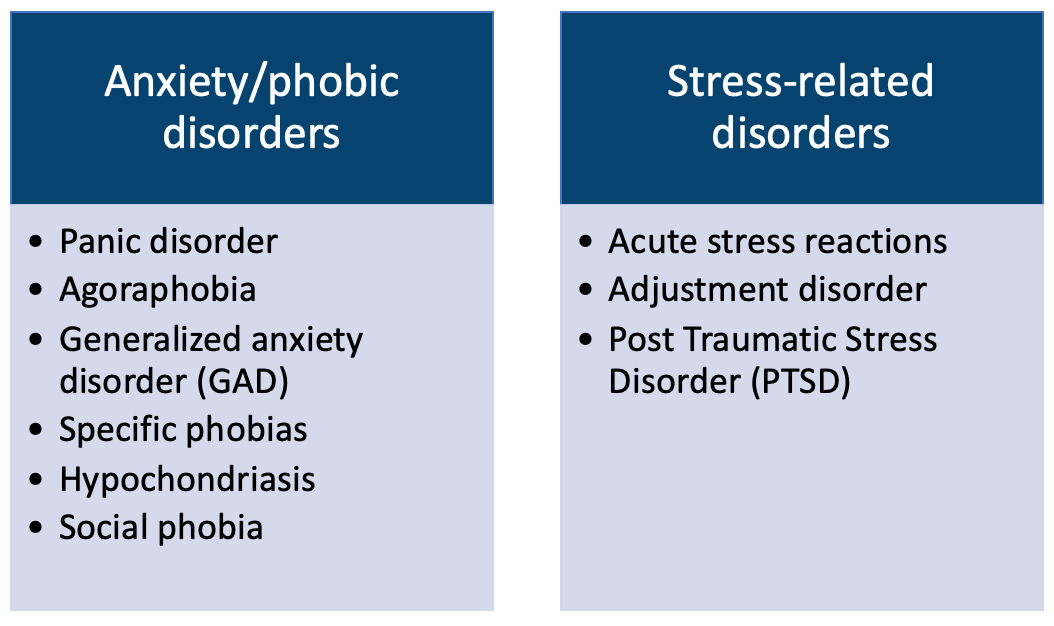 Anxiety/phobic
disorders
• Panic disorder
• Agoraphobia
• Generalized anxiety
disorder (GAD)
• Specific phobias
• Hypochondriasis
• Social phobia
Stress-related
disorders
• Acute stress reactions
• Adjustment disorder
• Post Traumatic Stress
Disorder (PTSD)